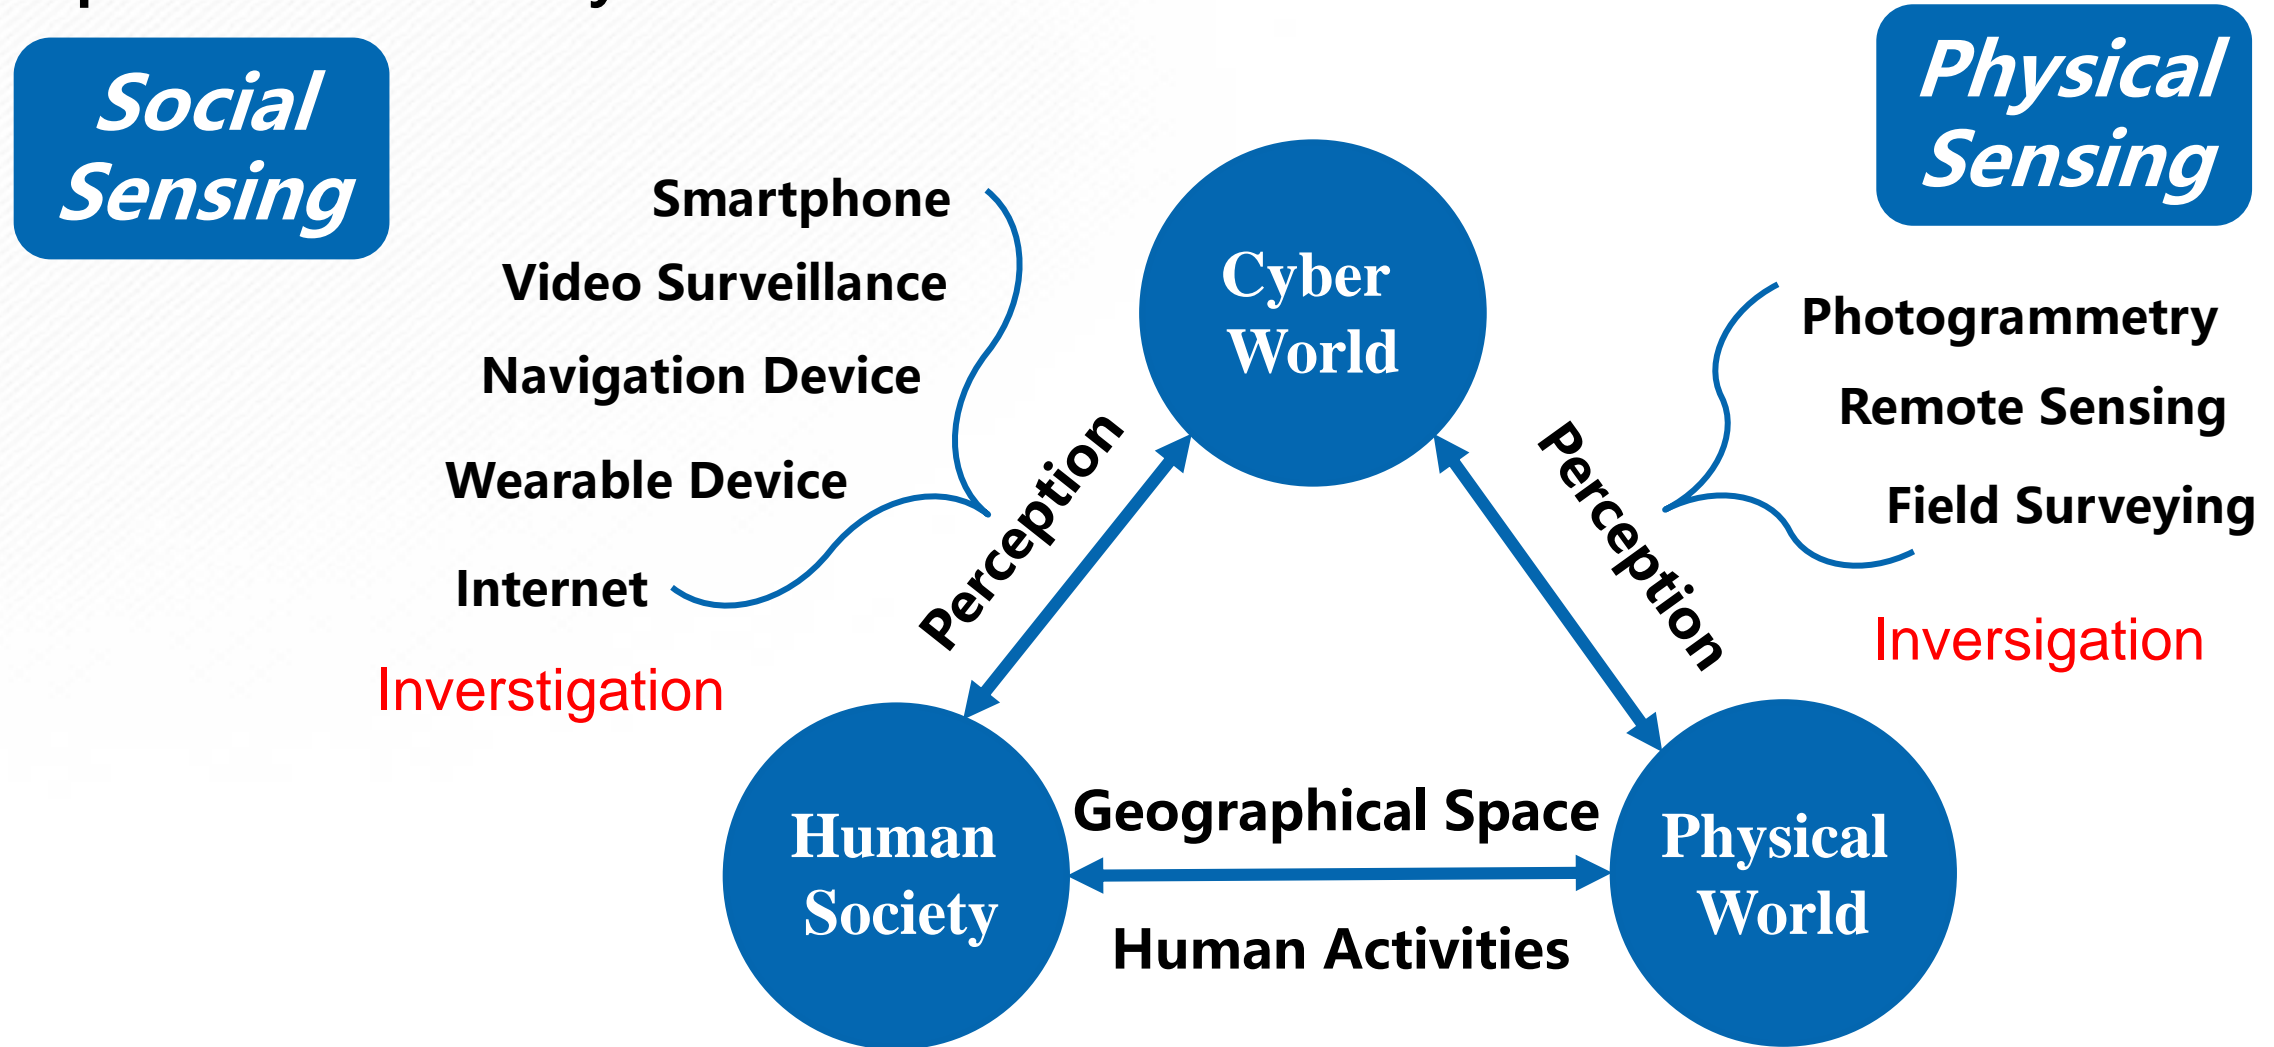 Social
Sensing
Physical
Sensing
Smartphone
Video Surveillance
Navigation Device
Wearable Device
Internet
Inverstigation
Perception
Cyber
World
Perception
Photogrammetry
Remote Sensing
Field Surveying
Inversigation
Human
Society
Geographical Space
Human Activities
Physical
World